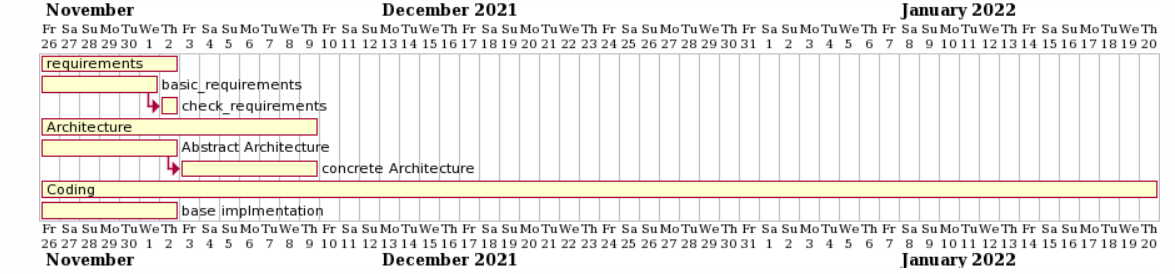 November December 2021 January 2022
Fr Sa Su Mo Tu We Th Fr Sa Su Mo Tu We Th Fr Sa Su Mo Tu We Th Fr Sa Su Mo Tu We Th Fr Sa Su Mo Tu We Th Fr Sa Su Mo Tu We Th Fr Sa Su Mo Tu We Th Fr Sa Su Mo Tu We Th
26 27 28 29 30 1 2 3 4 5 6 7 8 9 10 11 12 13 14 15 16 17 18 19 20 21 22 23 24 25 26 27 28 29 30 31 1 2 3 4 5 6 7 8 9 10 11 12 13 14 15 16 17 18 19 20
requirements
basic_requirements
check_requirements
Architecture
Abstract Architecture
concrete Architecture
Coding
base implmentation
Fr Sa Su Mo Tu We Th Fr Sa Su Mo Tu We Th Fr Sa Su Mo Tu We Th Fr Sa Su Mo Tu We Th Fr Sa Su Mo Tu We Th Fr Sa Su Mo Tu We Th Fr Sa Su Mo Tu We Th Fr Sa Su Mo Tu We Th
26 27 28 29 30 1 2 3 4 5 6 7 8 9 10 11 12 13 14 15 16 17 18 19 20 21 22 23 24 25 26 27 28 29 30 31 1 2 3 4 5 6 7 8 9 10 11 12 13 14 15 16 17 18 19 20
November December 2021 January 2022